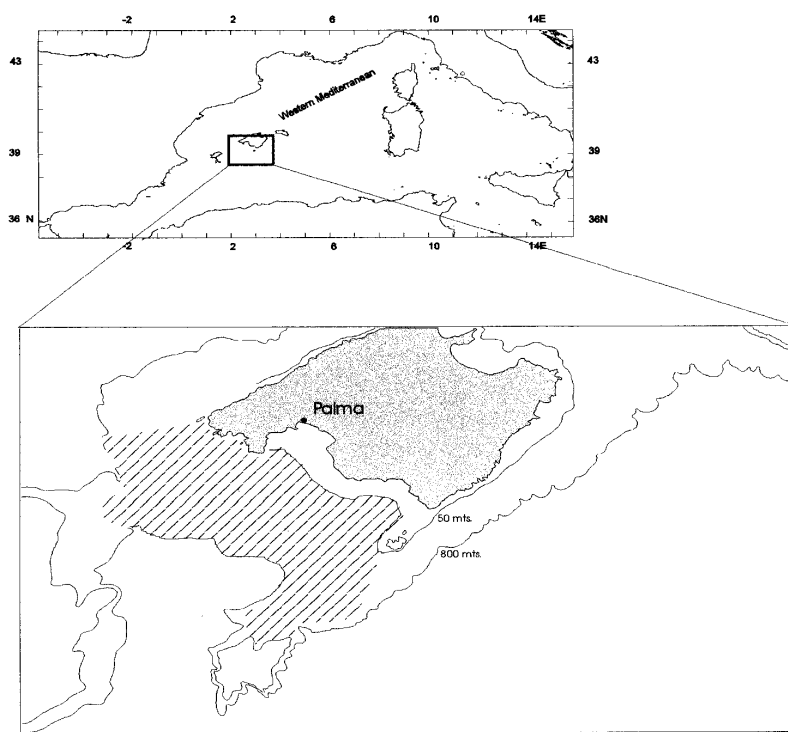 -2 2 6 10 14E
43 43
Western Mediterranean
39 39
36 N 36N
-2 2 6 10 14E
Palma
50 mts.
800 mts.